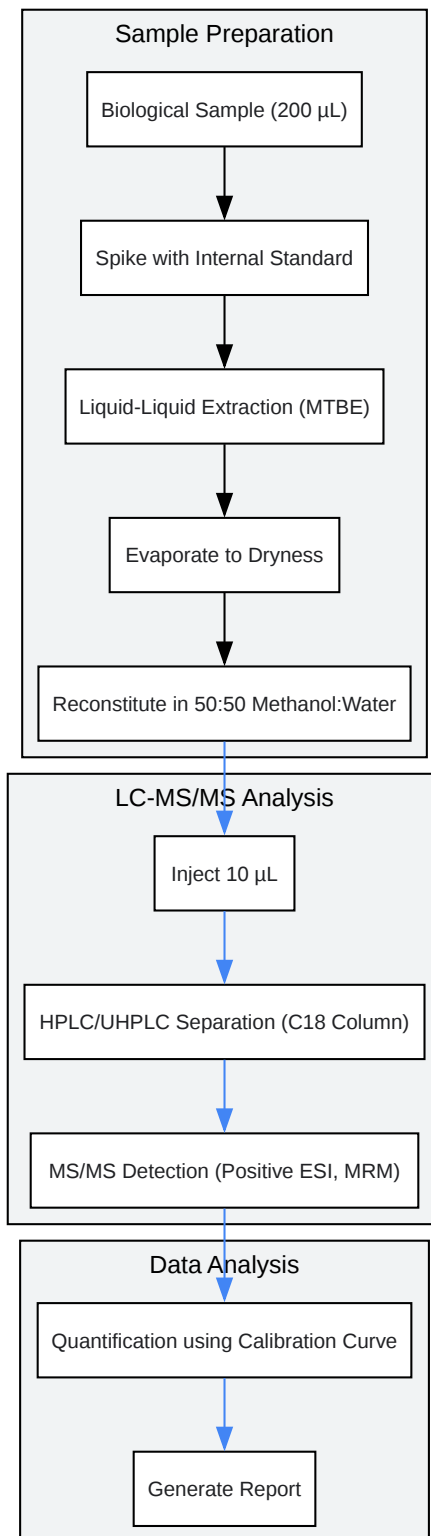 Sample Preparation
Biological Sample (200 µL)
Spike with Internal Standard
Liquid-Liquid Extraction (MTBE)
Evaporate to Dryness
Reconstitute in 50:50 Methanol:Water
LC-MS/MS Analysis
Inject 10 µL
HPLC/UHPLC Separation (C18 Column)
MS/MS Detection (Positive ESI, MRM)
Data Analysis
Quantification using Calibration Curve
Generate Report